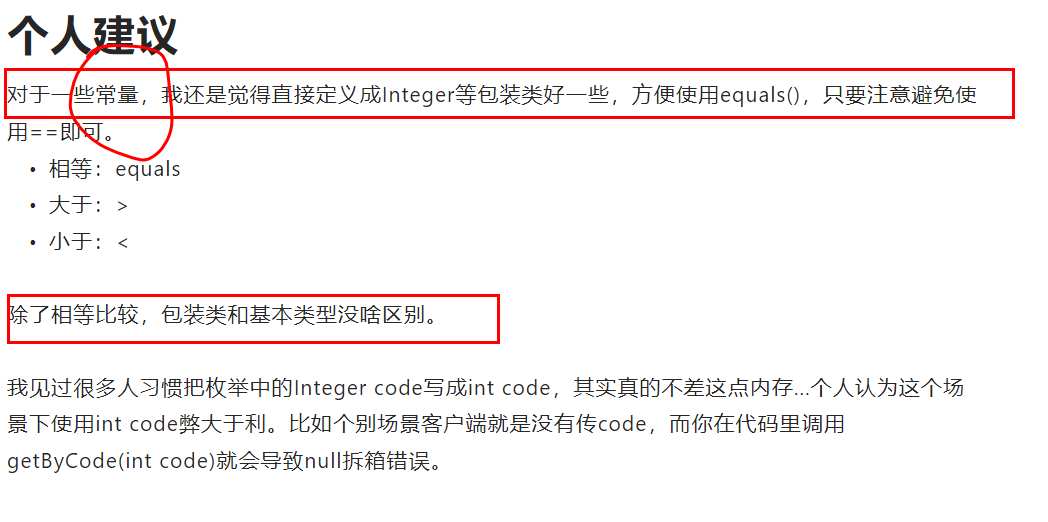 个人建议
对于一些常量，我还是觉得直接定义成Integer等包装类好一些，方便使用equals()，只要注意避免使
用==即可。
• 相等：equals
• 大于：>
• 小于：<
除了相等比较，包装类和基本类型没啥区别。
我见过很多人习惯把枚举中的Integer code写成int code，其实真的不差这点内存...个人认为这个场
景下使用int code弊大于利。比如个别场景客户端就是没有传code，而你在代码里调用
getByCode(int code)就会导致null拆箱错误。